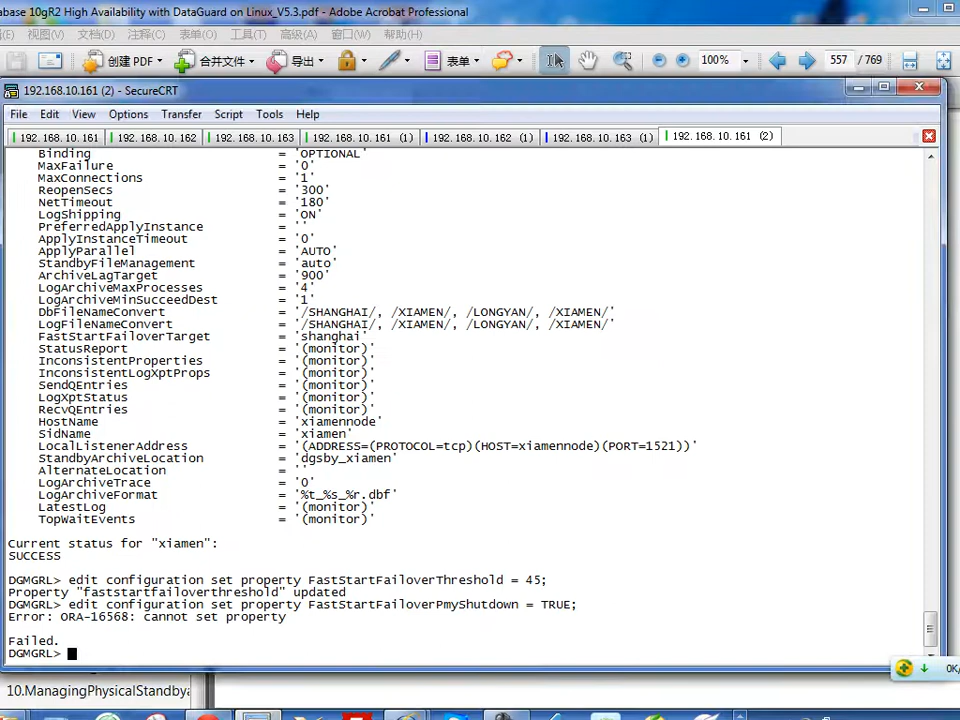 abase 10gR2 High Availability with DataGuard on Linux_V5.3.pdf - Adobe Acrobat Professional
(E) 视图(V) 文档(D) 注释(C) 表单(O) 工具(T) 高级(A) 窗口(W) 帮助(H)
创建 PDF 合并文件 导出 表单 100% 557 / 769
192.168.10.161 (2) - SecureCRT
File Edit View Options Transfer Script Tools Help
192.168.10.161 192.168.10.162 192.168.10.163 192.168.10.161 (1) 192.168.10.162 (1) 192.168.10.163 (1) 192.168.10.161 (2)
Binding = 'OPTIONAL'
MaxFailure = '0'
MaxConnections = '1'
ReopenSecs = '300'
NetTimeout = '180'
LogShipping = 'ON'
PreferredApplyInstance = ''
ApplyInstanceTimeout = '0'
ApplyParallel = 'AUTO'
StandbyFileManagement = 'auto'
ArchiveLagTarget = '900'
LogArchiveMaxProcesses = '4'
LogArchiveMinSucceedDest = '1'
DbFileNameConvert = '/SHANGHAI/, /XIAMEN/, /LONGYAN/, /XIAMEN/'
LogFileNameConvert = '/SHANGHAI/, /XIAMEN/, /LONGYAN/, /XIAMEN/'
FastStartFailoverTarget = 'shanghai'
StatusReport = '(monitor)'
InconsistentProperties = '(monitor)'
InconsistentLogXptProps = '(monitor)'
SendQEntries = '(monitor)'
LogXptStatus = '(monitor)'
RecvQEntries = '(monitor)'
HostName = 'xiamennode'
SidName = 'xiamen'
LocalListenerAddress = '(ADDRESS=(PROTOCOL=tcp)(HOST=xiamennode)(PORT=1521))'
StandbyArchiveLocation = 'dgsby_xiamen'
AlternateLocation = ''
LogArchiveTrace = '0'
LogArchiveFormat = '%t_%s_%r.dbf'
LatestLog = '(monitor)'
TopWaitEvents = '(monitor)'
Current status for "xiamen":
SUCCESS
DGMGRL> edit configuration set property FastStartFailoverThreshold = 45;
Property "faststartfailoverthreshold" updated
DGMGRL> edit configuration set property FastStartFailoverPmyShutdown = TRUE;
Error: ORA-16568: cannot set property
Failed.
DGMGRL>
0K/
10.ManagingPhysicalStandby